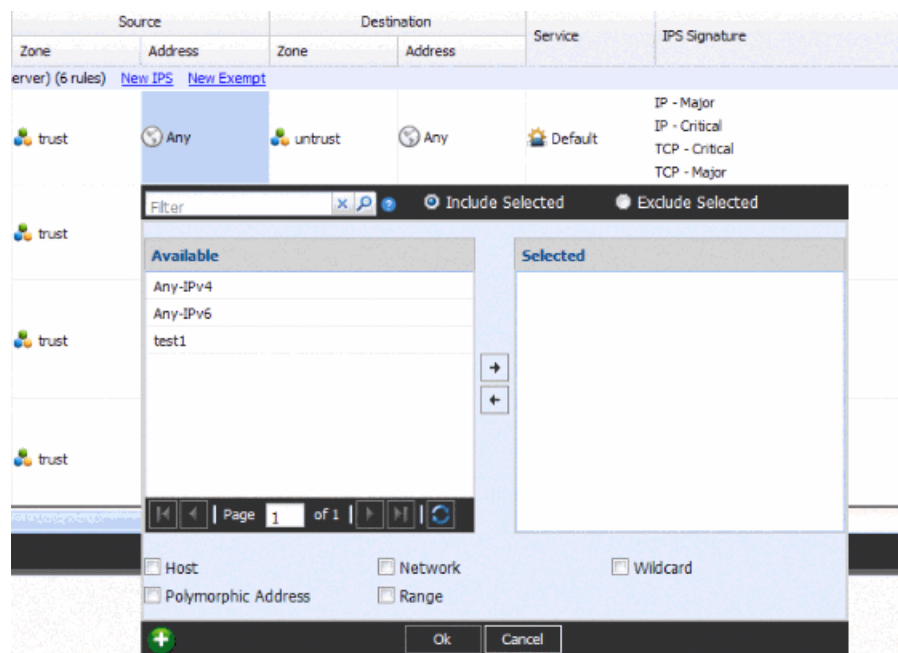 Source Destination Service IPS Signature
Zone Address Zone Address
erver) (6 rules) New IPS New Exempt
IP - Major
IP - Critical
trust Any untrust Any Default
TCP - Critical
TCP - Major
Filter Include Selected Exclude Selected
trust
Available Selected
Any-IPv4
Any-IPv6
trust test1
trust
Page 1 of 1
Host Network Wildcard
Polymorphic Address Range
Ok Cancel